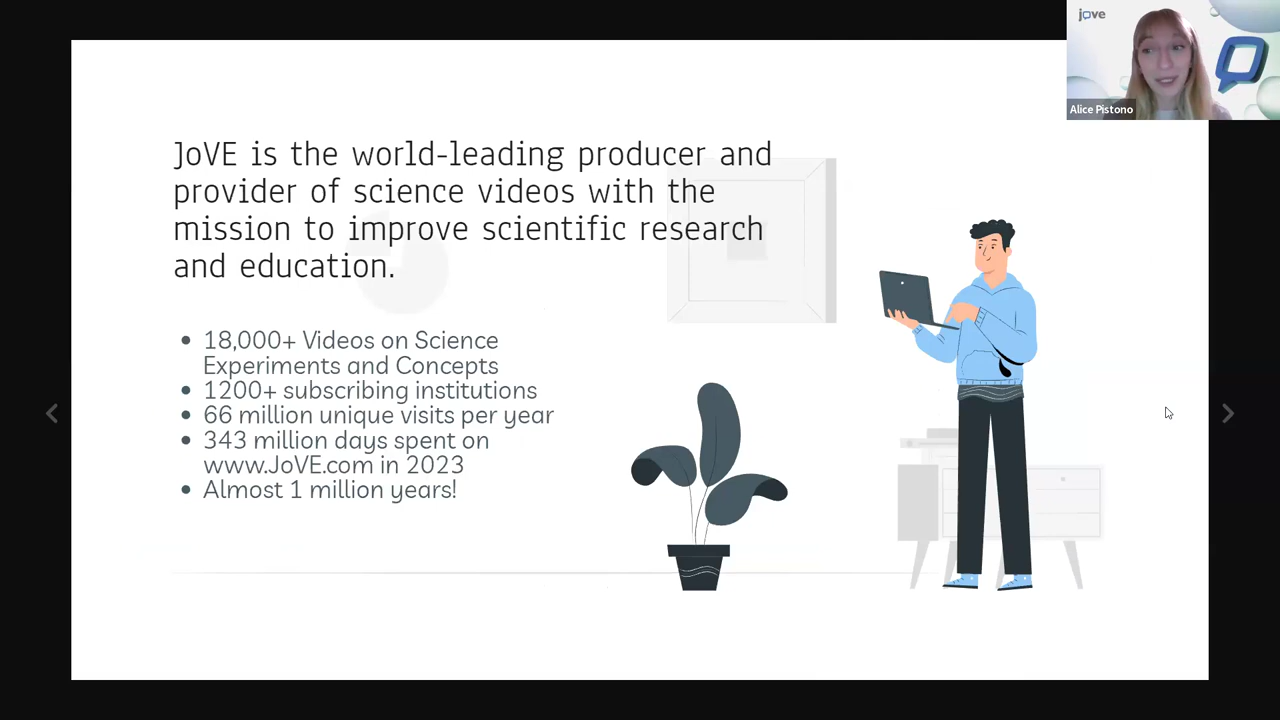 jove
Alice Pistono
JoVE is the world-leading producer and
provider of science videos with the
mission to improve scientific research
and education.
• 18,000+ Videos on Science
Experiments and Concepts
• 1200+ subscribing institutions
• 66 million unique visits per year
• 343 million days spent on
www.JoVE.com in 2023
• Almost 1 million years!